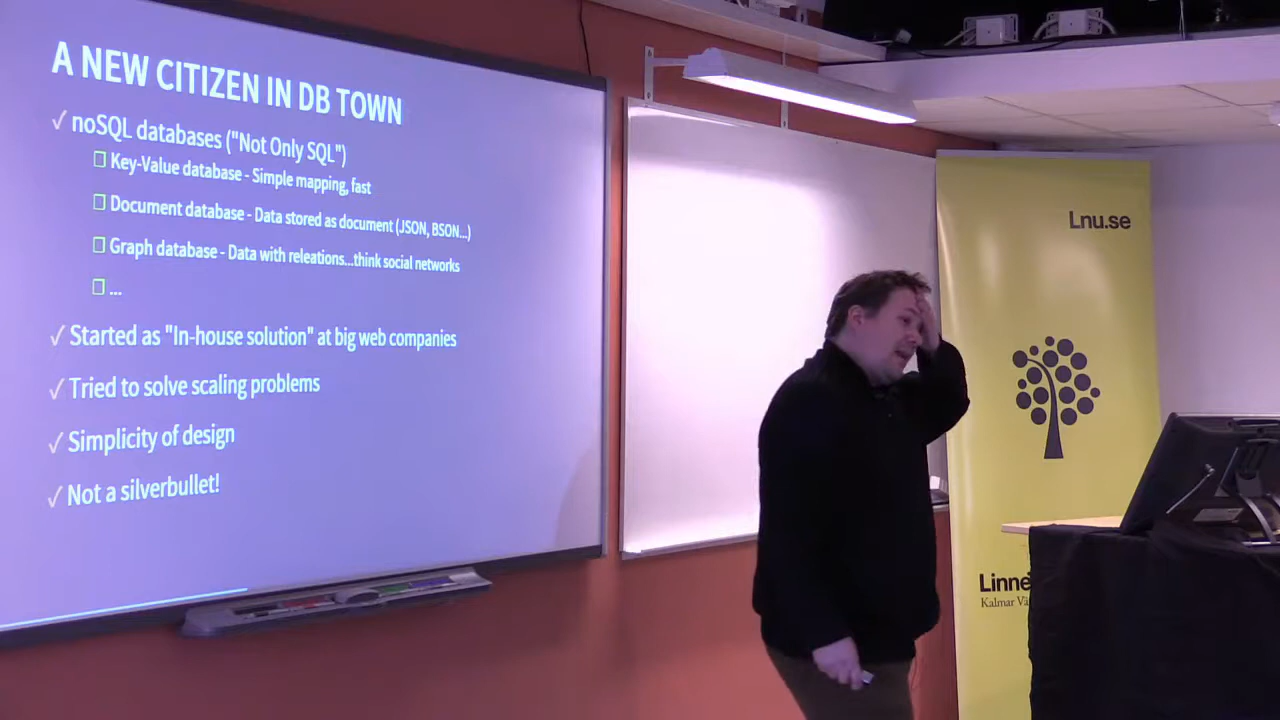 A NEW CITIZEN IN DB TOWN
✓ noSQL databases ("Not Only SQL")
Key-Value database - Simple mapping, fast
Document database - Data stored as document (JSON, BSON...)
Graph database - Data with releations...think social networks
...
✓ Started as "In-house solution" at big web companies
✓ Tried to solve scaling problems
✓ Simplicity of design
✓ Not a silverbullet!
Lnu.se
Linne
Kalmar Vä